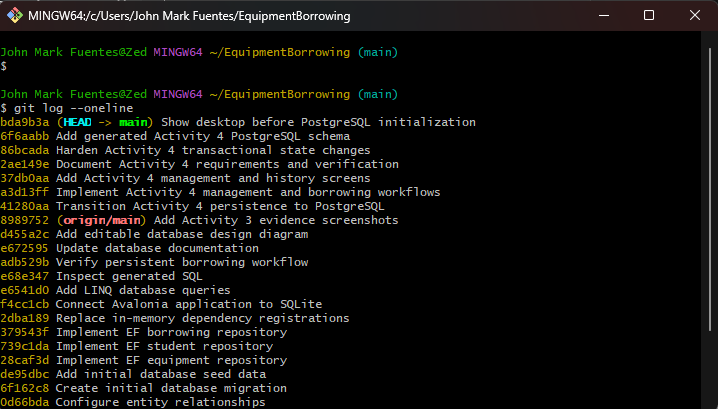 MINGW64:/c/Users/John Mark Fuentes/EquipmentBorrowing
John Mark Fuentes@Zed MINGW64 ~/EquipmentBorrowing (main)
$
John Mark Fuentes@Zed MINGW64 ~/EquipmentBorrowing (main)
$ git log --oneline
bda9b3a (HEAD -> main) Show desktop before PostgreSQL initialization
6f6aabb Add generated Activity 4 PostgreSQL schema
86bcada Harden Activity 4 transactional state changes
2ae149e Document Activity 4 requirements and verification
37db0aa Add Activity 4 management and history screens
a3d13ff Implement Activity 4 management and borrowing workflows
41280aa Transition Activity 4 persistence to PostgreSQL
8989752 (origin/main) Add Activity 3 evidence screenshots
d455a2c Add editable database design diagram
e672595 Update database documentation
adb529b Verify persistent borrowing workflow
e68e347 Inspect generated SQL
e6541d0 Add LINQ database queries
f4cc1cb Connect Avalonia application to SQLite
2dba189 Replace in-memory dependency registrations
379543f Implement EF borrowing repository
739c1da Implement EF student repository
28caf3d Implement EF equipment repository
de95dbc Add initial database seed data
6f162c8 Create initial database migration
0d66bda Configure entity relationships